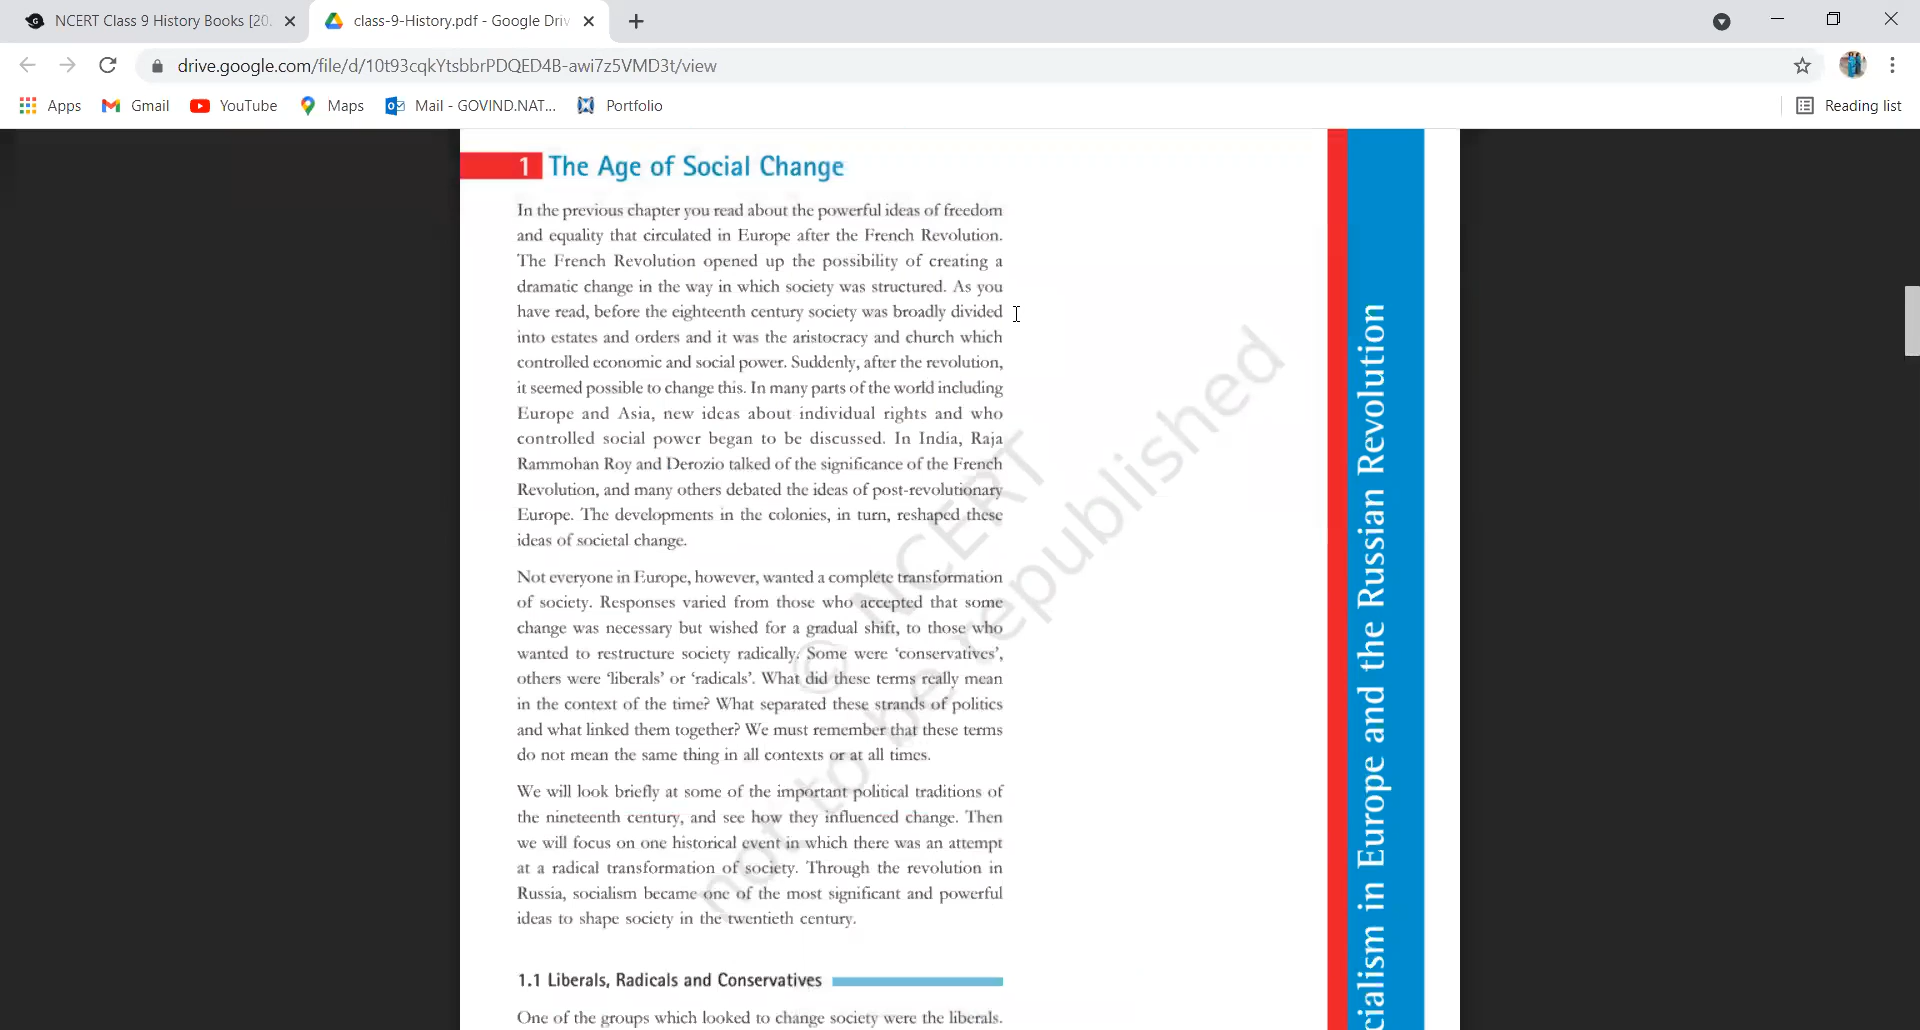 NCERT Class 9 History Books [20
class-9-History.pdf - Google Driv
drive.google.com/file/d/10t93cqkYtsbbrPDQED4B-awi7z5VMD3t/view
Apps
Gmail
YouTube
Maps
Mail - GOVIND.NAT...
Portfolio
Reading list
1 The Age of Social Change
In the previous chapter you read about the powerful ideas of freedom
and equality that circulated in Europe after the French Revolution.
The French Revolution opened up the possibility of creating a
dramatic change in the way in which society was structured. As you
have read, before the eighteenth century society was broadly divided
into estates and orders and it was the aristocracy and church which
controlled economic and social power. Suddenly, after the revolution,
it seemed possible to change this. In many parts of the world including
Europe and Asia, new ideas about individual rights and who
controlled social power began to be discussed. In India, Raja
Rammohan Roy and Derozio talked of the significance of the French
Revolution, and many others debated the ideas of post-revolutionary
Europe. The developments in the colonies, in turn, reshaped these
ideas of societal change.
Not everyone in Europe, however, wanted a complete transformation
of society. Responses varied from those who accepted that some
change was necessary but wished for a gradual shift, to those who
wanted to restructure society radically. Some were ‘conservatives’,
others were ‘liberals’ or ‘radicals’. What did these terms really mean
in the context of the time? What separated these strands of politics
and what linked them together? We must remember that these terms
do not mean the same thing in all contexts or at all times.
We will look briefly at some of the important political traditions of
the nineteenth century, and see how they influenced change. Then
we will focus on one historical event in which there was an attempt
at a radical transformation of society. Through the revolution in
Russia, socialism became one of the most significant and powerful
ideas to shape society in the twentieth century.
1.1 Liberals, Radicals and Conservatives
One of the groups which looked to change society were the liberals.
cialism in Europe and the Russian Revolution
© NCERT
not to be republished